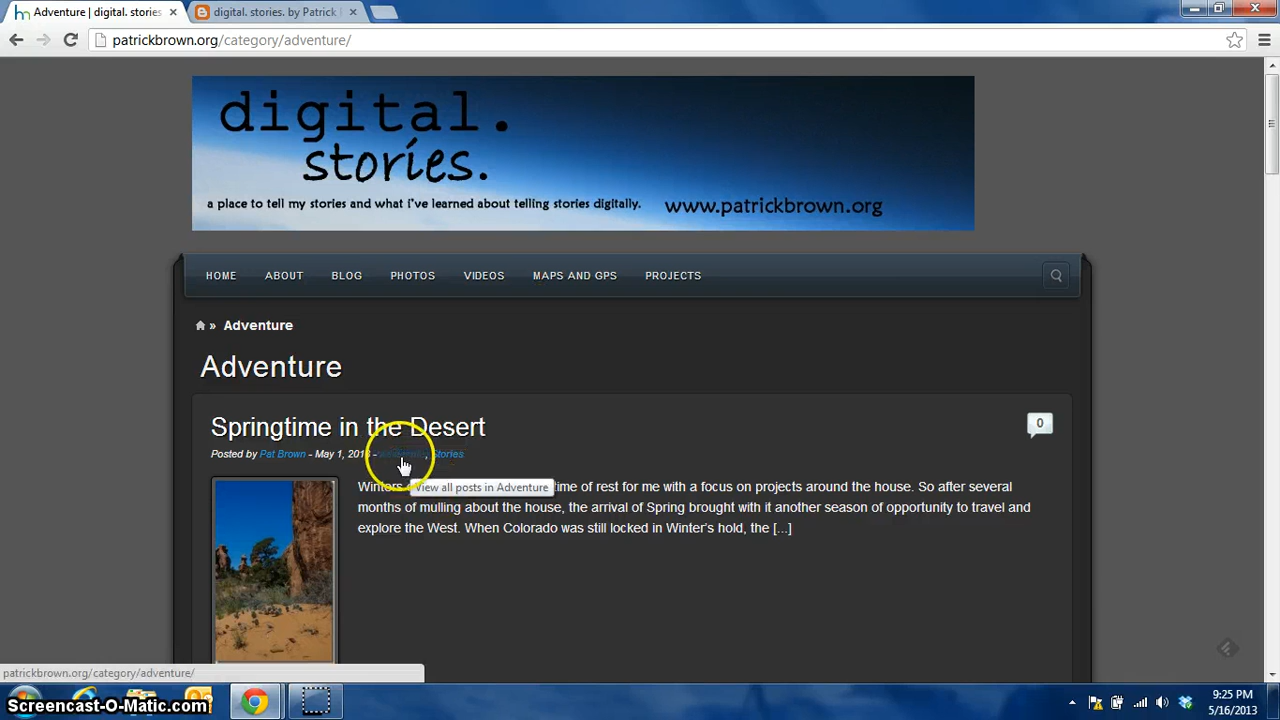 Adventure | digital. stories
digital. stories. by Patrick
patrickbrown.org/category/adventure/
digital.
stories.
a place to tell my stories and what i've learned about telling stories digitally. www.patrickbrown.org
HOME ABOUT BLOG PHOTOS VIDEOS MAPS AND GPS PROJECTS
» Adventure
Adventure
Springtime in the Desert
0
Posted by Pat Brown - May 1, 2013 - Adventure, Stories
View all posts in Adventure
Winters time of rest for me with a focus on projects around the house. So after several
months of mulling about the house, the arrival of Spring brought with it another season of opportunity to travel and
explore the West. When Colorado was still locked in Winter's hold, the [...]
patrickbrown.org/category/adventure/
Screencast-O-Matic.com
9:25 PM
5/16/2013